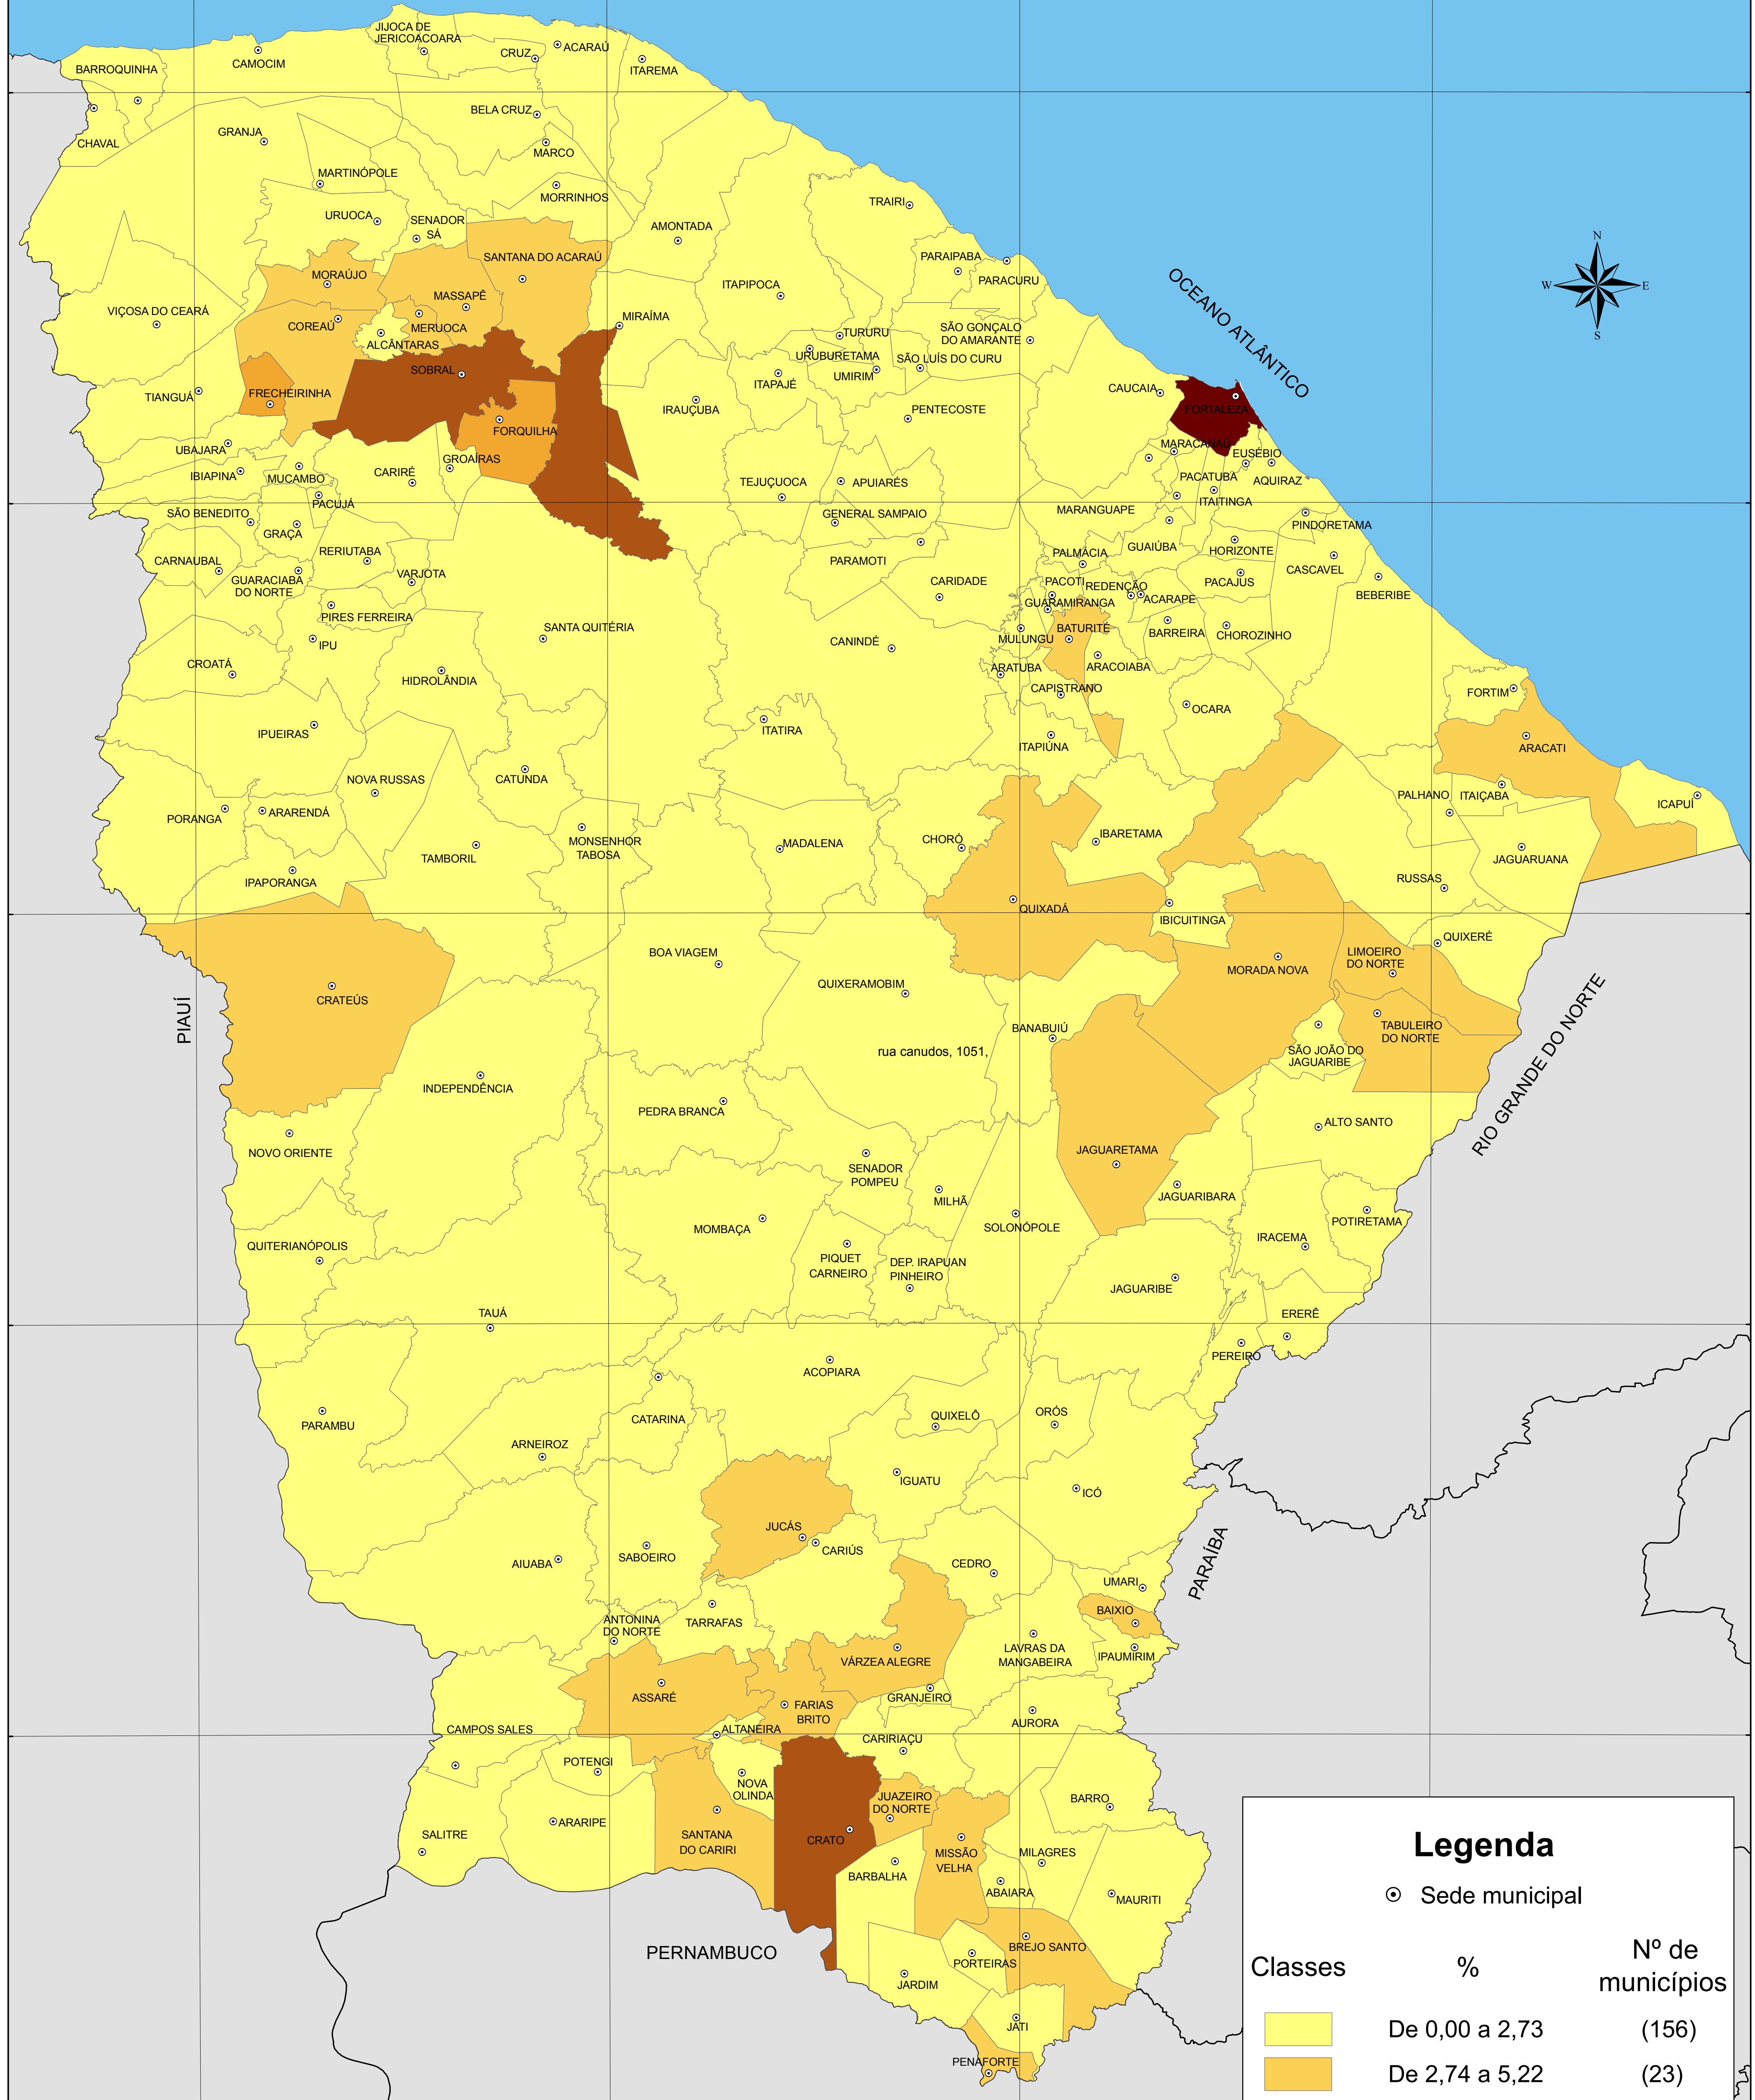 JIJOCA DE
JERICOACOARA
CRUZ
ACARAÚ
ITAREMA
BARROQUINHA
CAMOCIM
BELA CRUZ
CHAVAL
GRANJA
MARCO
MARTINÓPOLE
MORRINHOS
TRAIRI
URUOCA
SENADOR
SÁ
AMONTADA
N
W
E
S
SANTANA DO ACARAÚ
PARAIPABA
PARACURU
MORAÚJO
ITAPIPOCA
OCEANO ATLÂNTICO
MASSAPÊ
VIÇOSA DO CEARÁ
COREAÚ
MERUOCA
MIRAÍMA
ALCÂNTARAS
TURURU
SÃO GONÇALO
DO AMARANTE
URUBURETAMA
SÃO LUÍS DO CURU
SOBRAL
UMIRIM
ITAPAJÉ
TIANGUÁ
FRECHEIRINHA
CAUCAIA
IRAUÇUBA
PENTECOSTE
FORTALEZA
FORQUILHA
MARACANAÚ
UBAJARA
EUSÉBIO
GROAÍRAS
IBIAPINA
MUCAMBO
CARIRÉ
PACATUBA
AQUIRAZ
TEJUÇUOCA
APUIARÉS
ITAITINGA
PACUJÁ
MARANGUAPE
SÃO BENEDITO
GENERAL SAMPAIO
PINDORETAMA
GRAÇA
GUAIÚBA
HORIZONTE
RERIUTABA
PALMÁCIA
CARNAUBAL
PARAMOTI
CASCAVEL
VARJOTA
GUARACIABA
DO NORTE
CARIDADE
PACOTI
REDENÇÃO
PACAJUS
BEBERIBE
ACARAPE
GUARAMIRANGA
PIRES FERREIRA
SANTA QUITÉRIA
BATURITÉ
BARREIRA
CHOROZINHO
IPU
CANINDÉ
MULUNGU
CROATÁ
ARATUBA
ARACOIABA
HIDROLÂNDIA
CAPISTRANO
FORTIM
OCARA
IPUEIRAS
ITATIRA
ITAPIÚNA
ARACATI
NOVA RUSSAS
CATUNDA
PALHANO
ITAIÇABA
ICAPUÍ
PORANGA
ARARENDÁ
IBARETAMA
MONSENHOR
TABOSA
MADALENA
CHORÓ
TAMBORIL
JAGUARUANA
IPAPORANGA
RUSSAS
QUIXADÁ
IBICUITINGA
QUIXERÉ
BOA VIAGEM
LIMOEIRO
DO NORTE
MORADA NOVA
QUIXERAMOBIM
CRATEÚS
PIAUÍ
BANABUIÚ
TABULEIRO
DO NORTE
RIO GRANDE DO NORTE
rua canudos, 1051,
SÃO JOÃO DO
JAGUARIBE
INDEPENDÊNCIA
PEDRA BRANCA
ALTO SANTO
NOVO ORIENTE
JAGUARETAMA
SENADOR
POMPEU
MILHÃ
JAGUARIBARA
MOMBAÇA
SOLONÓPOLE
POTIRETAMA
IRACEMA
QUITERIANÓPOLIS
PIQUET
CARNEIRO
DEP. IRAPUAN
PINHEIRO
JAGUARIBE
TAUÁ
ERERÊ
PEREIRO
ACOPIARA
PARAMBU
CATARINA
QUIXELÔ
ORÓS
ARNEIROZ
IGUATU
ICÓ
JUCÁS
CARIÚS
PARAÍBA
AIUABA
SABOEIRO
CEDRO
UMARI
ANTONINA
DO NORTE
TARRAFAS
BAIXIO
LAVRAS DA
MANGABEIRA
IPAUMIRIM
VÁRZEA ALEGRE
ASSARÉ
GRANJEIRO
FARIAS
BRITO
AURORA
CAMPOS SALES
ALTANEIRA
CARIRIAÇU
POTENGI
NOVA
OLINDA
JUAZEIRO
DO NORTE
BARRO
ARARIPE
SALITRE
SANTANA
DO CARIRI
CRATO
MISSÃO
VELHA
MILAGRES
BARBALHA
ABAIARA
MAURITI
PERNAMBUCO
BREJO SANTO
PORTEIRAS
JARDIM
JATI
PENAFORTE
Legenda
Sede municipal
Classes
%
Nº de
municípios
De 0,00 a 2,73
(156)
De 2,74 a 5,22
(23)